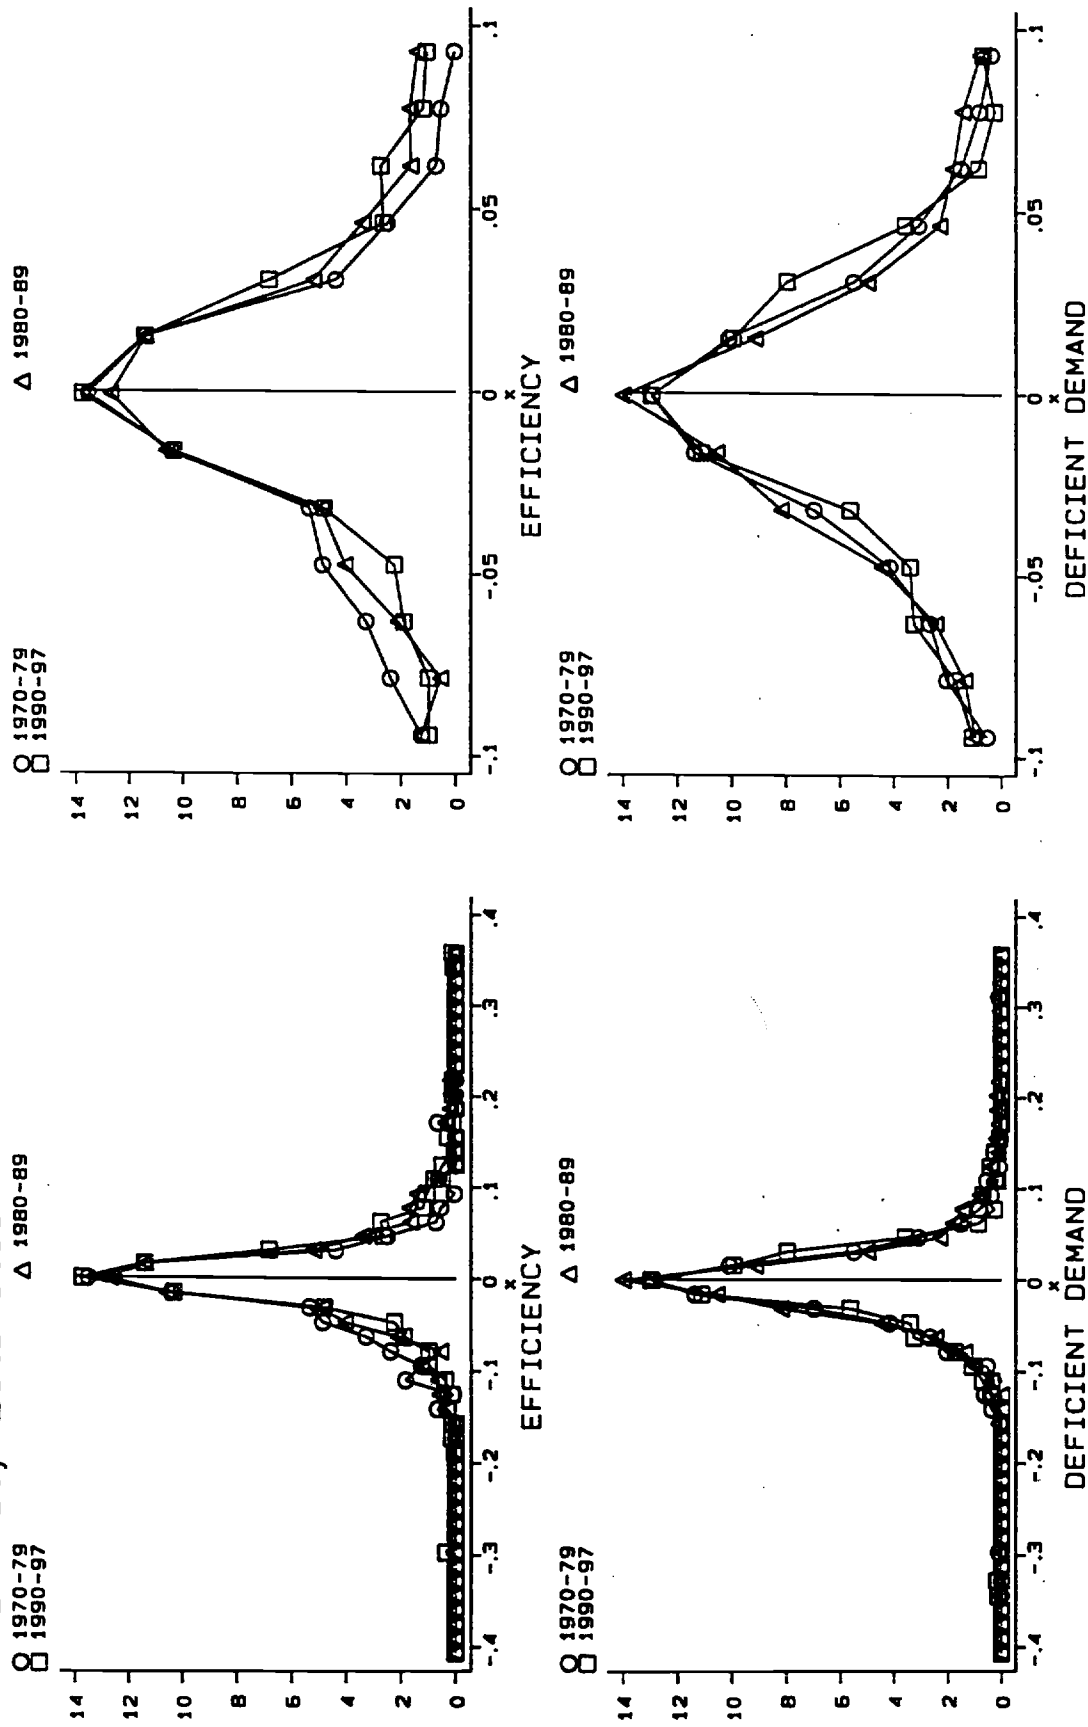 ○ 1970-79 △ 1980-89
□ 1990-97
14
12
10
8
6
4
2
0
-.4 -.3 -.2 -.1 0 .1 .2 .3 .4
x
EFFICIENCY
○ 1970-79 △ 1980-89
□ 1990-97
14
12
10
8
6
4
2
0
-.1 -.05 0 .05 .1
x
EFFICIENCY
○ 1970-79 △ 1980-89
□ 1990-97
14
12
10
8
6
4
2
0
-.4 -.3 -.2 -.1 0 .1 .2 .3 .4
x
DEFICIENT DEMAND
○ 1970-79 △ 1980-89
□ 1990-97
14
12
10
8
6
4
2
0
-.1 -.05 0 .05 .1
x
DEFICIENT DEMAND